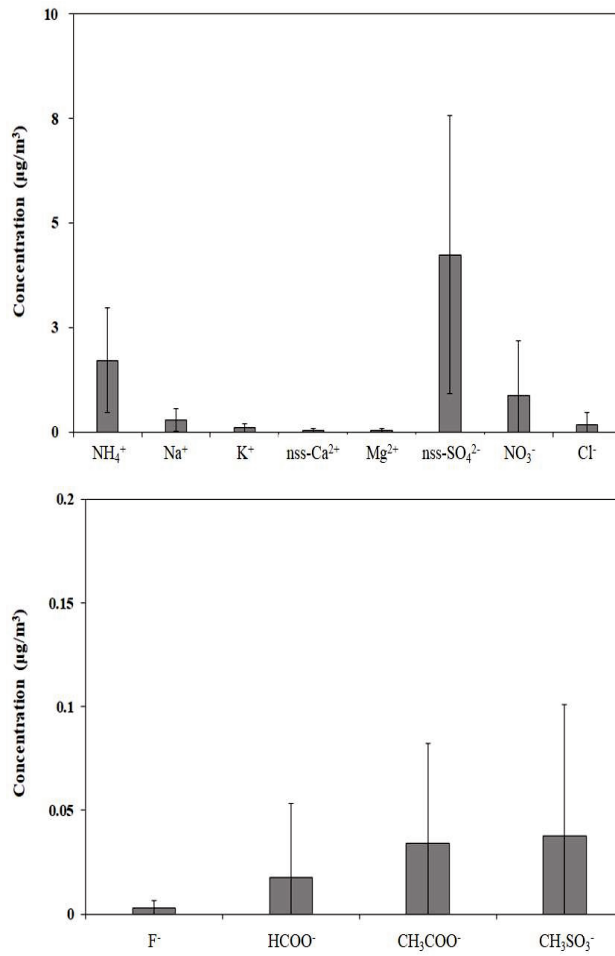 Concentration (µg/m³)
10
8
5
3
0
NH₄⁺ Na⁺ K⁺ nss-Ca²⁺ Mg²⁺ nss-SO₄²⁻ NO₃⁻ Cl⁻
Concentration (µg/m³)
0.2
0.15
0.1
0.05
0
F⁻ HCOO⁻ CH₃COO⁻ CH₃SO₃⁻